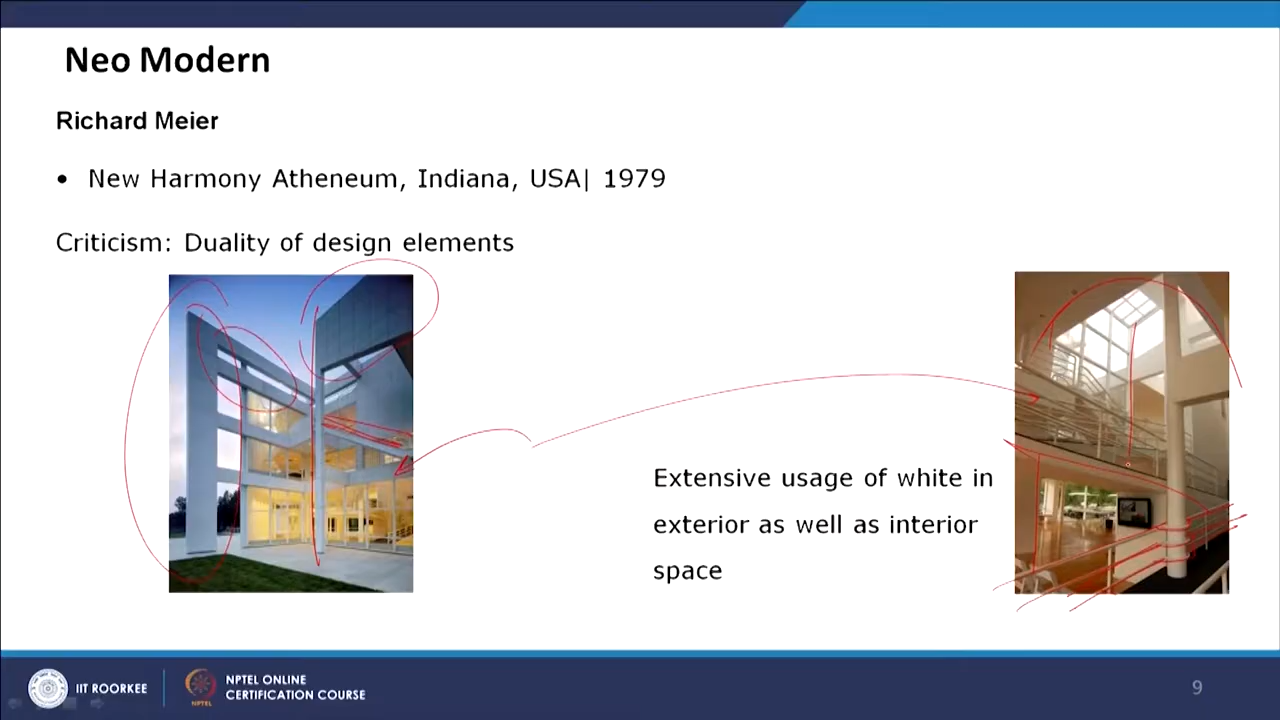 Neo Modern
Richard Meier
• New Harmony Atheneum, Indiana, USA| 1979
Criticism: Duality of design elements
Extensive usage of white in
exterior as well as interior
space
IIT ROORKEE
NPTEL
NPTEL ONLINE
CERTIFICATION COURSE
9